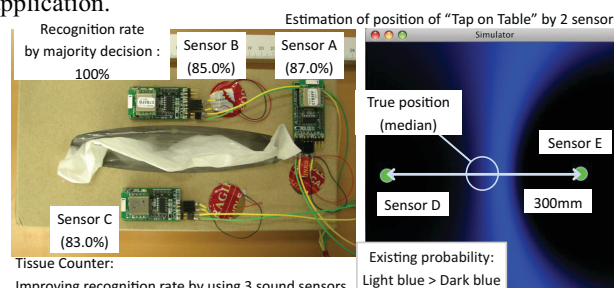 pplication.
Estimation of position of “Tap on Table” by 2 sensor
Recognition rate
by majority decision :
100%
Sensor B
(85.0%)
Sensor A
(87.0%)
Sensor C
(83.0%)
Simulator
True position
(median)
Sensor E
Sensor D
300mm
Existing probability:
Light blue > Dark blue
Tissue Counter:
Improving recognition rate by using 3 sound sensors